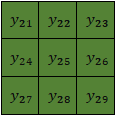 y₂₁ y₂₂ y₂₃
y₂₄ y₂₅ y₂₆
y₂₇ y₂₈ y₂₉